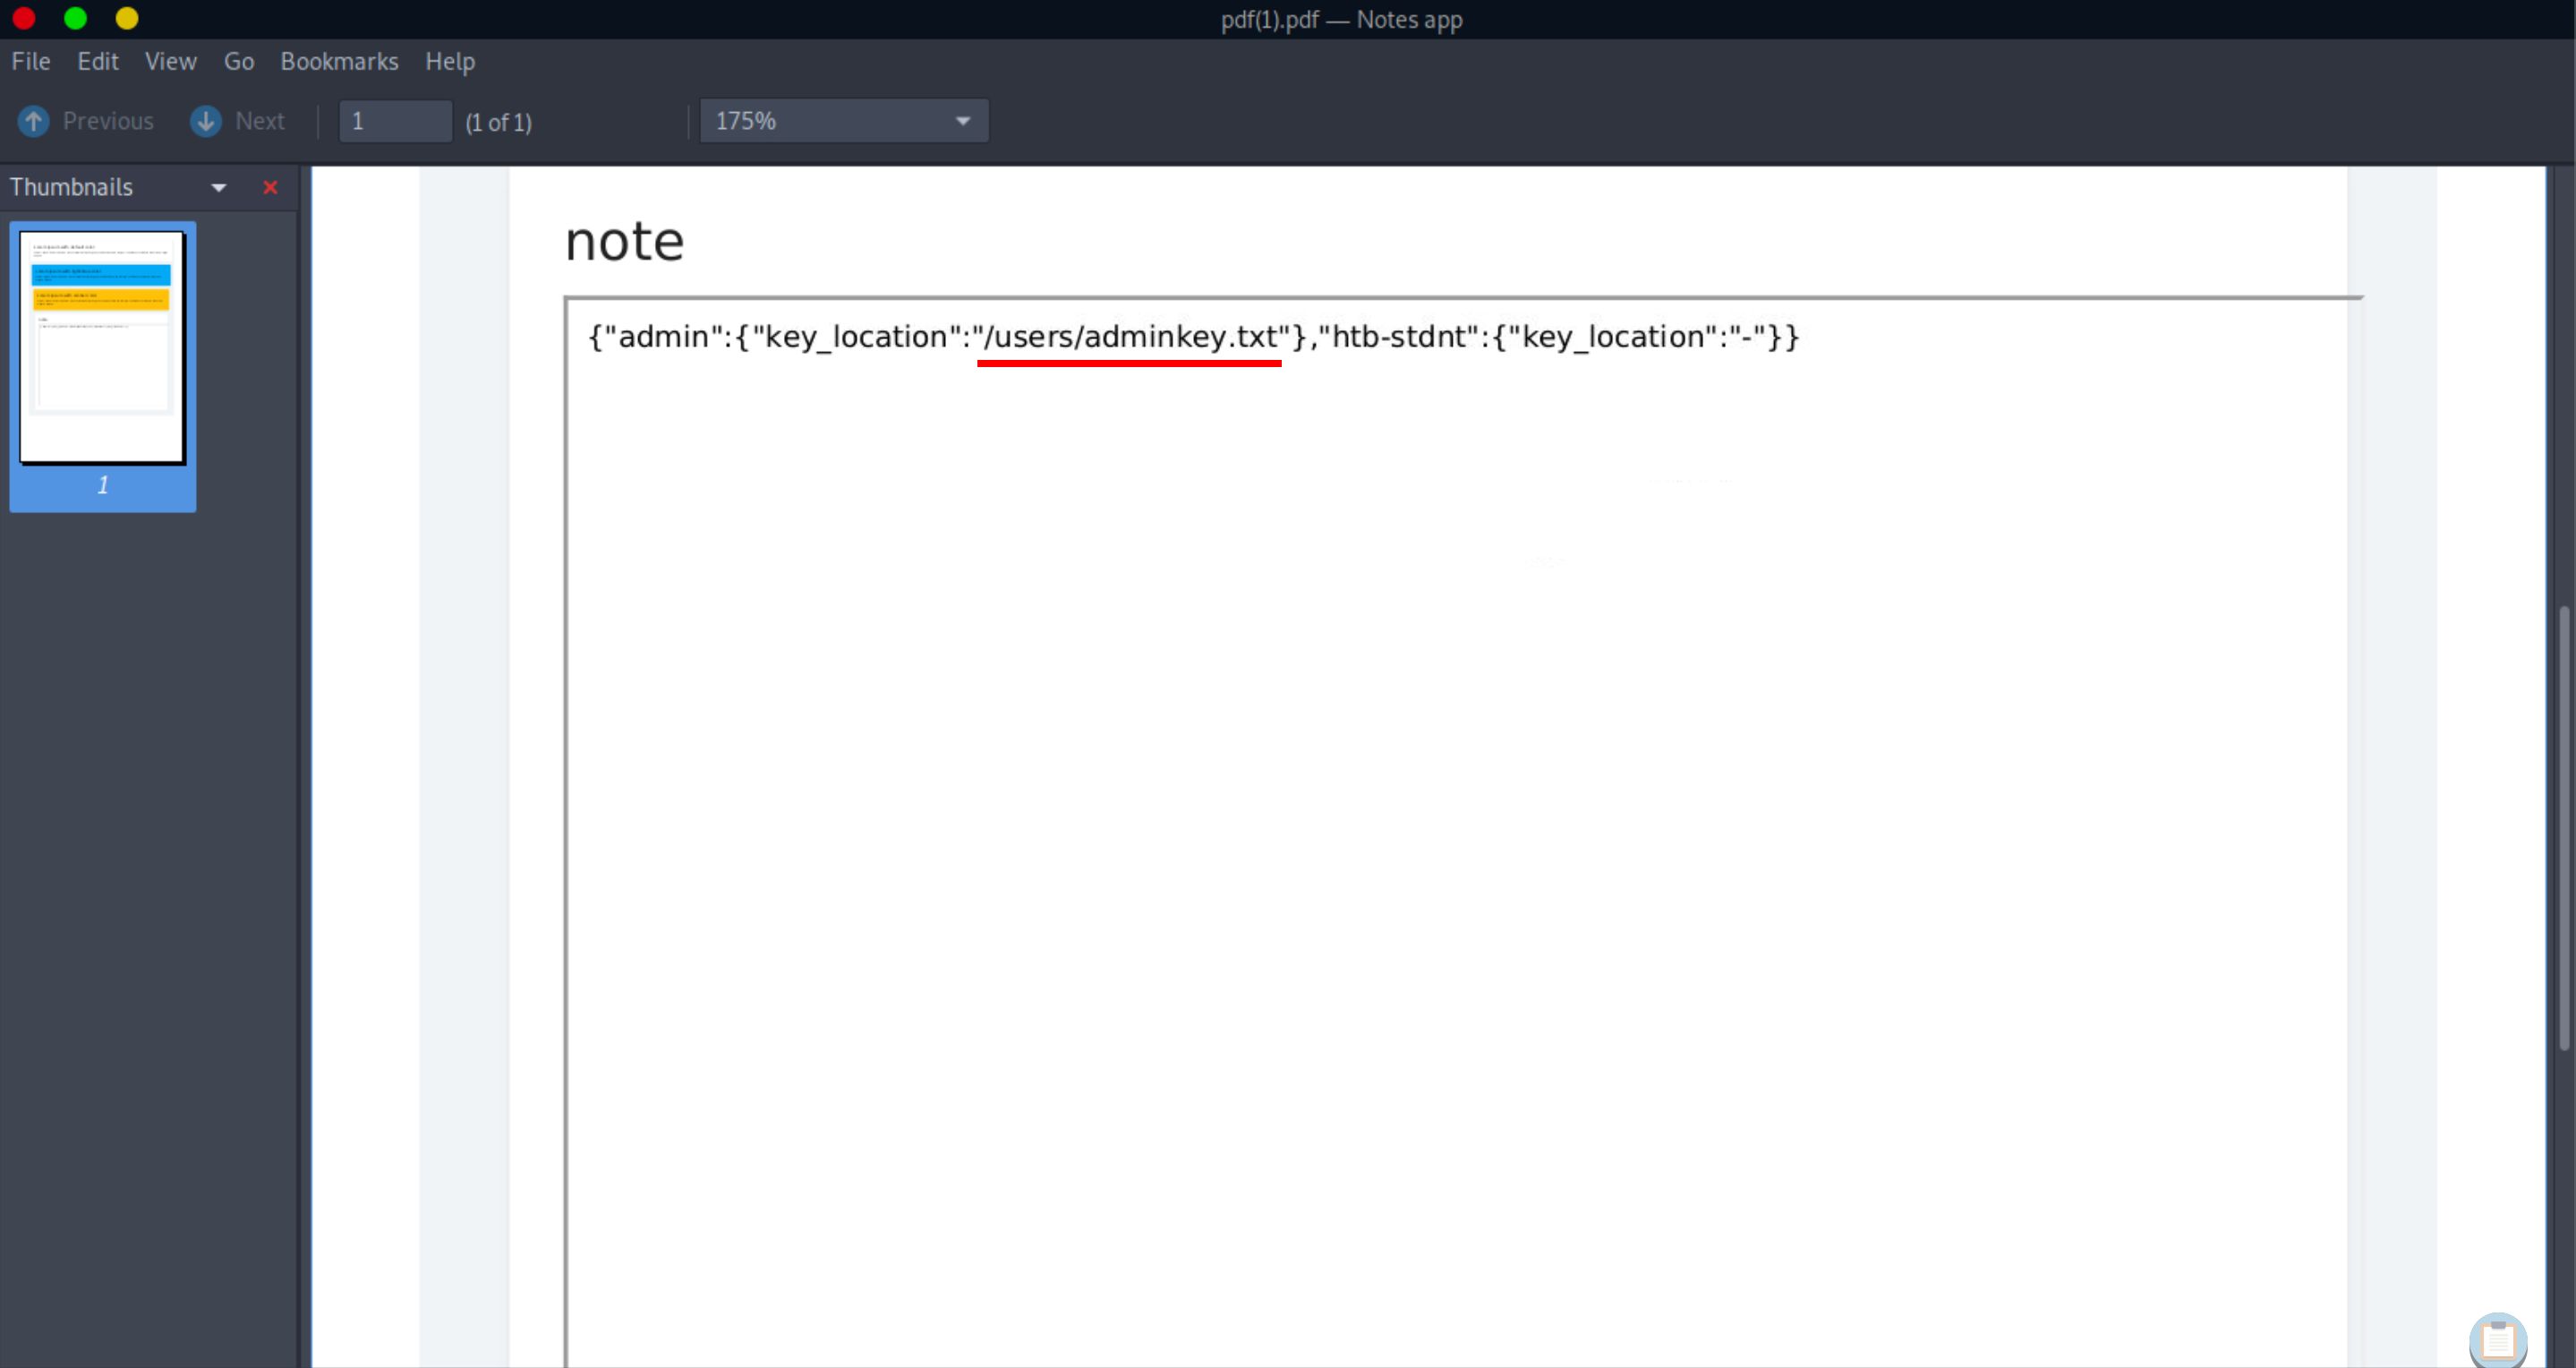 pdf(1).pdf — Notes app
File Edit View Go Bookmarks Help
Previous Next 1 (1 of 1) 175%
Thumbnails
1
note
{"admin":{"key_location":"/users/adminkey.txt"},"htb-stdnt":{"key_location":"-"}}